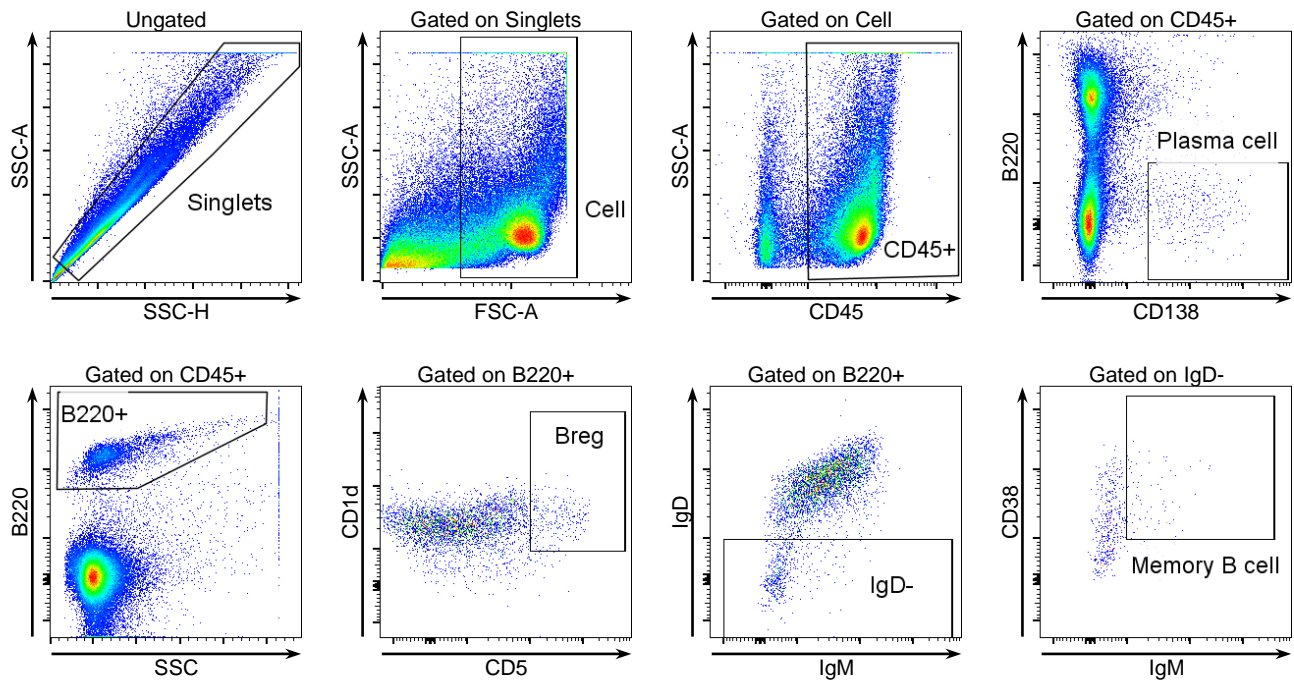 Ungated
SSC-A
Singlets
SSC-H
Gated on Singlets
SSC-A
Cell
FSC-A
Gated on Cell
SSC-A
CD45+
CD45
Gated on CD45+
B220
Plasma cell
CD138
Gated on CD45+
B220
B220+
SSC
Gated on B220+
CD1d
Breg
CD5
Gated on B220+
IgD
IgD-
IgM
Gated on IgD-
CD38
Memory B cell
IgM